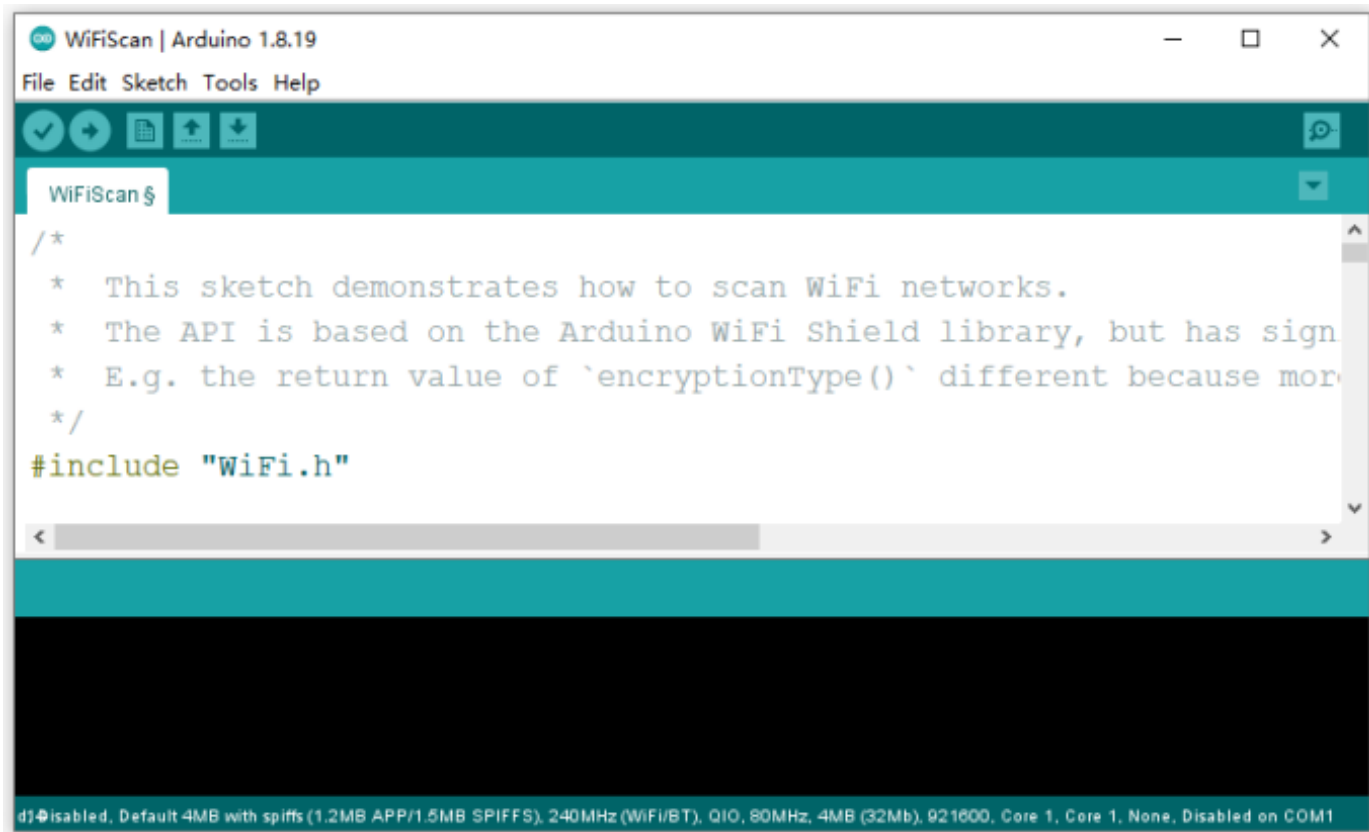 WiFiScan | Arduino 1.8.19
File Edit Sketch Tools Help
WiFiScan §
/*
 *  This sketch demonstrates how to scan WiFi networks.
 *  The API is based on the Arduino WiFi Shield library, but has sign
 *  E.g. the return value of `encryptionType()` different because more
 */
#include "WiFi.h"
Disabled, Default 4MB with spiffs (1.2MB APP/1.5MB SPIFFS), 240MHz (WiFi/BT), QIO, 80MHz, 4MB (32Mb), 921600, Core 1, Core 1, None, Disabled on COM1